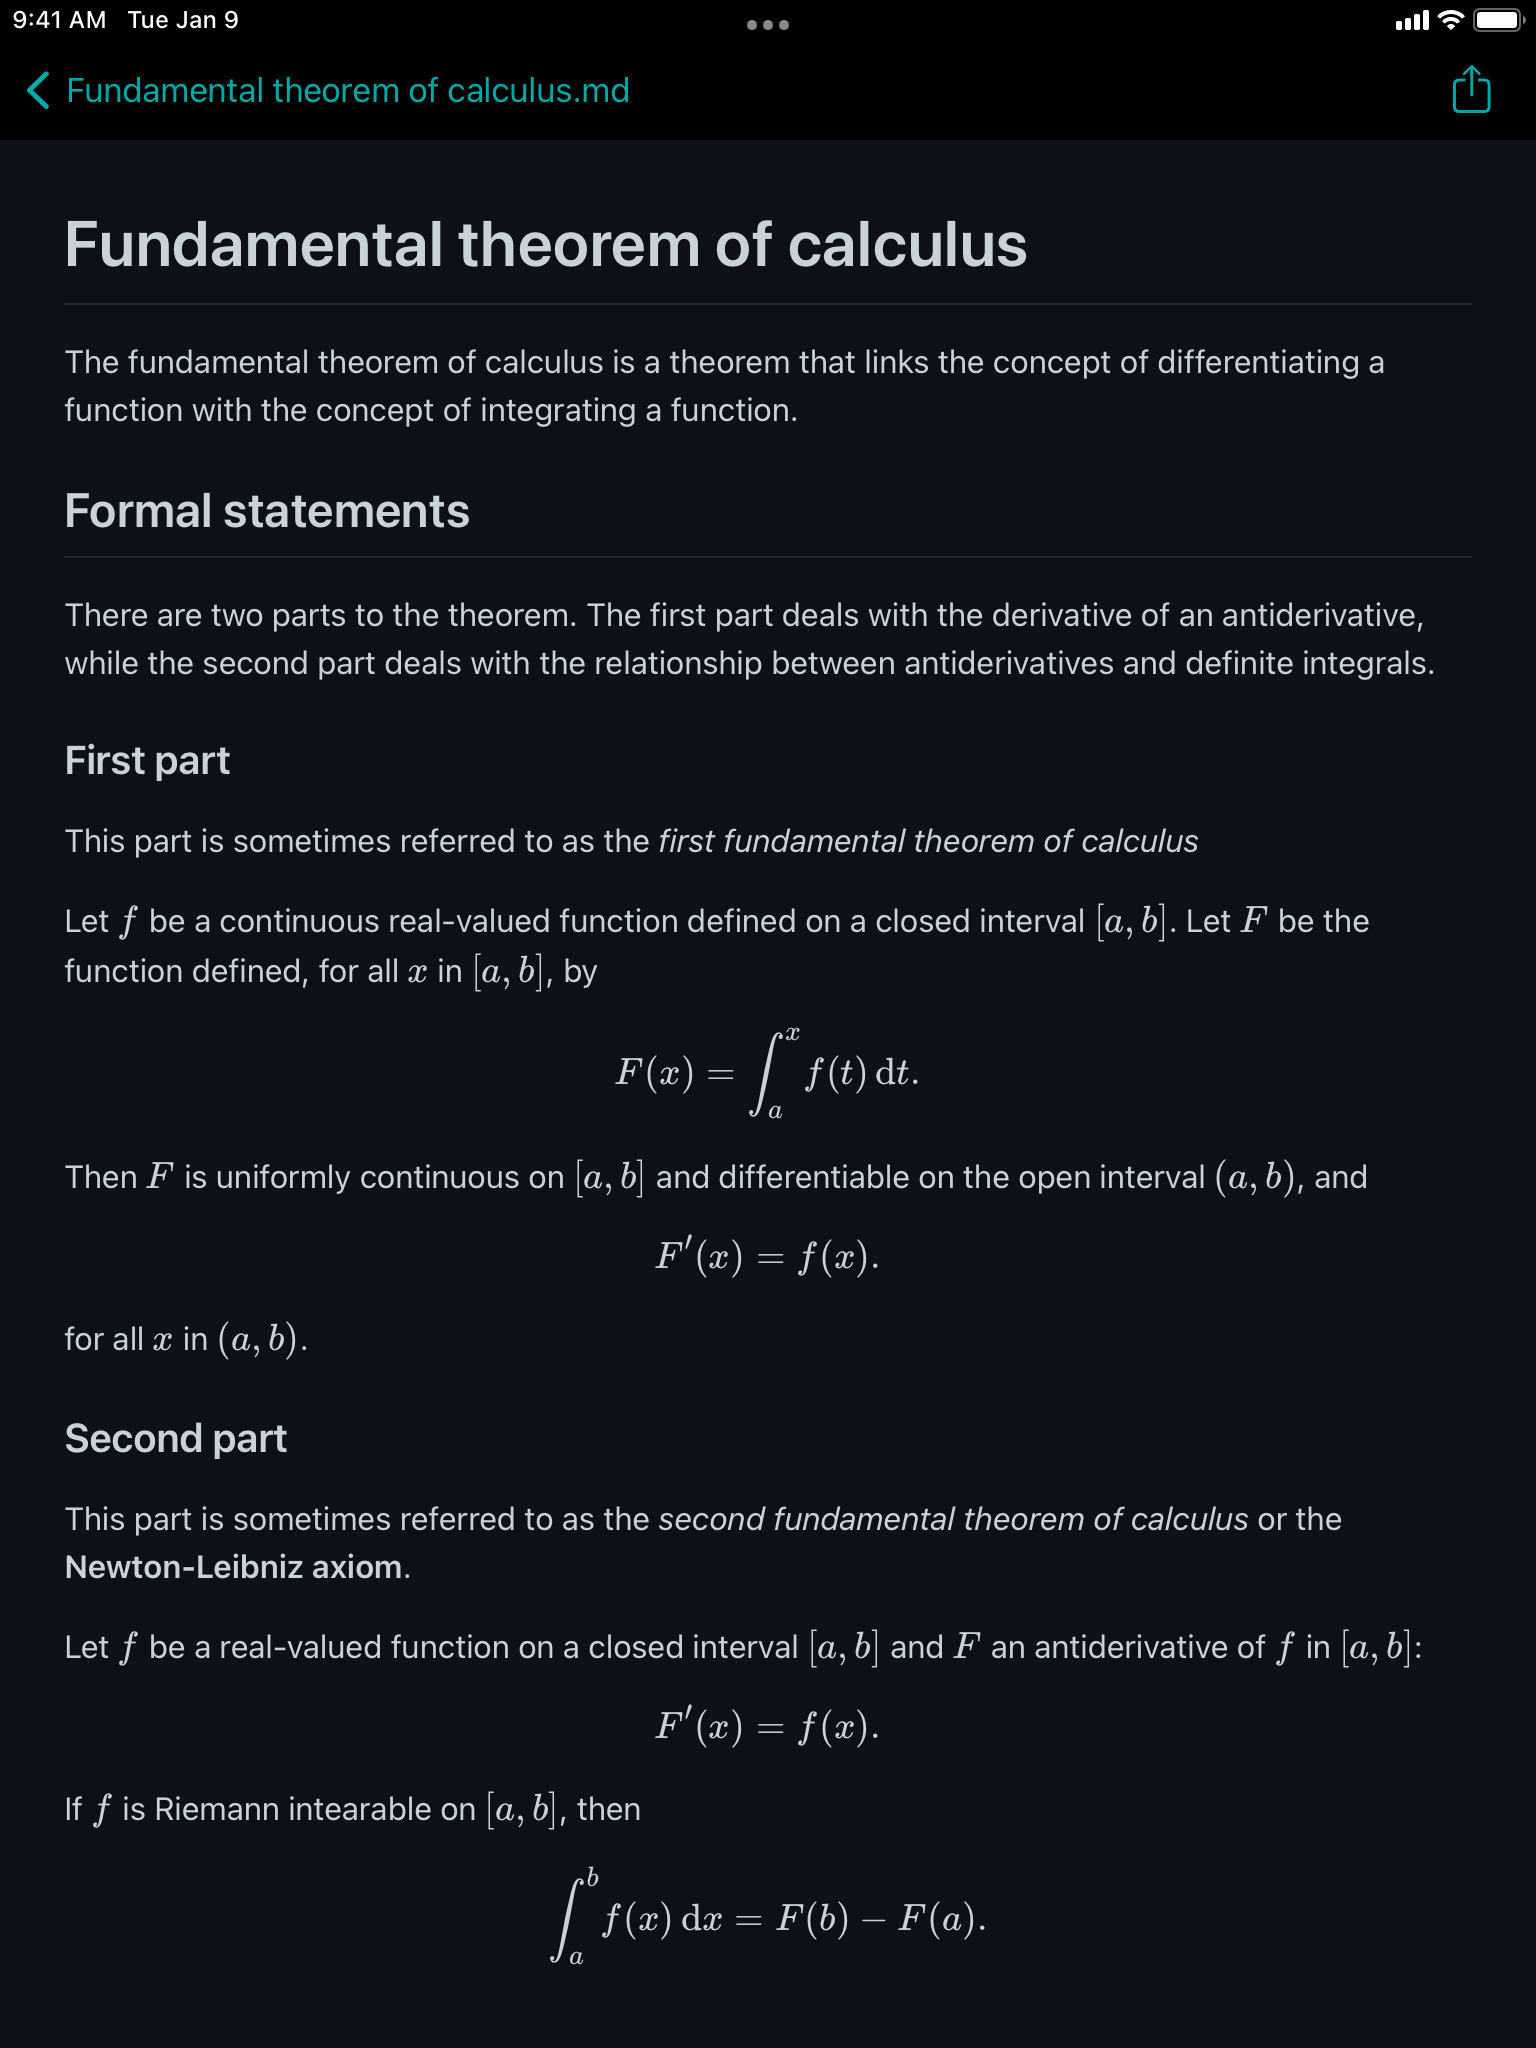 9:41 AM Tue Jan 9
Fundamental theorem of calculus.md
Fundamental theorem of calculus
The fundamental theorem of calculus is a theorem that links the concept of differentiating a
function with the concept of integrating a function.
Formal statements
There are two parts to the theorem. The first part deals with the derivative of an antiderivative,
while the second part deals with the relationship between antiderivatives and definite integrals.
First part
This part is sometimes referred to as the first fundamental theorem of calculus
Let f be a continuous real-valued function defined on a closed interval [a, b]. Let F be the
function defined, for all x in [a, b], by
F(x) = ∫_a^x f(t) dt.
Then F is uniformly continuous on [a, b] and differentiable on the open interval (a, b), and
F′(x) = f(x).
for all x in (a, b).
Second part
This part is sometimes referred to as the second fundamental theorem of calculus or the
Newton-Leibniz axiom.
Let f be a real-valued function on a closed interval [a, b] and F an antiderivative of f in [a, b]:
F′(x) = f(x).
If f is Riemann intearable on [a, b], then
∫_a^b f(x) dx = F(b) − F(a).